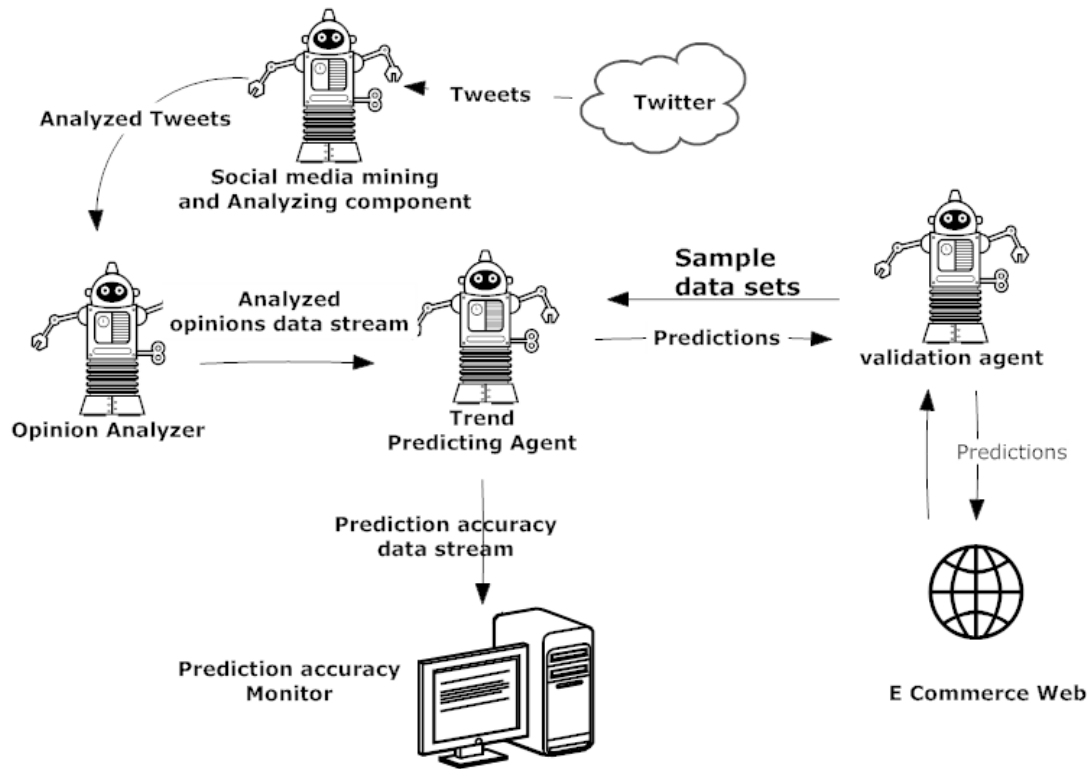 Tweets
Twitter
Analyzed Tweets
Social media mining
and Analyzing component
Sample
data sets
Analyzed
opinions data stream
Predictions
validation agent
Opinion Analyzer
Trend
Predicting Agent
Predictions
Prediction accuracy
data stream
Prediction accuracy
Monitor
E Commerce Web